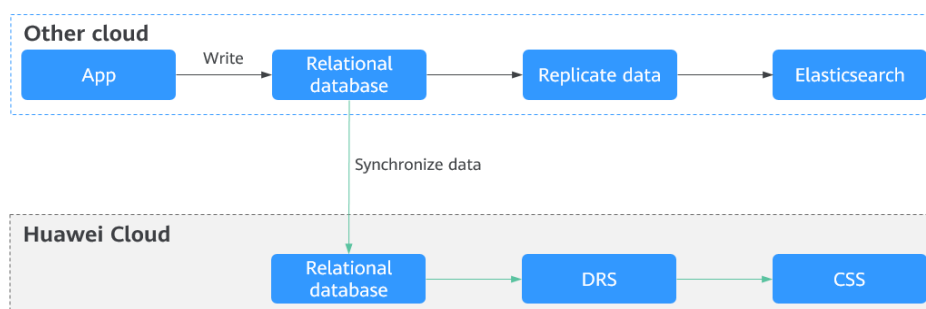 Other cloud
App
Write
Relational
database
Replicate data
Elasticsearch
Synchronize data
Huawei Cloud
Relational
database
DRS
CSS